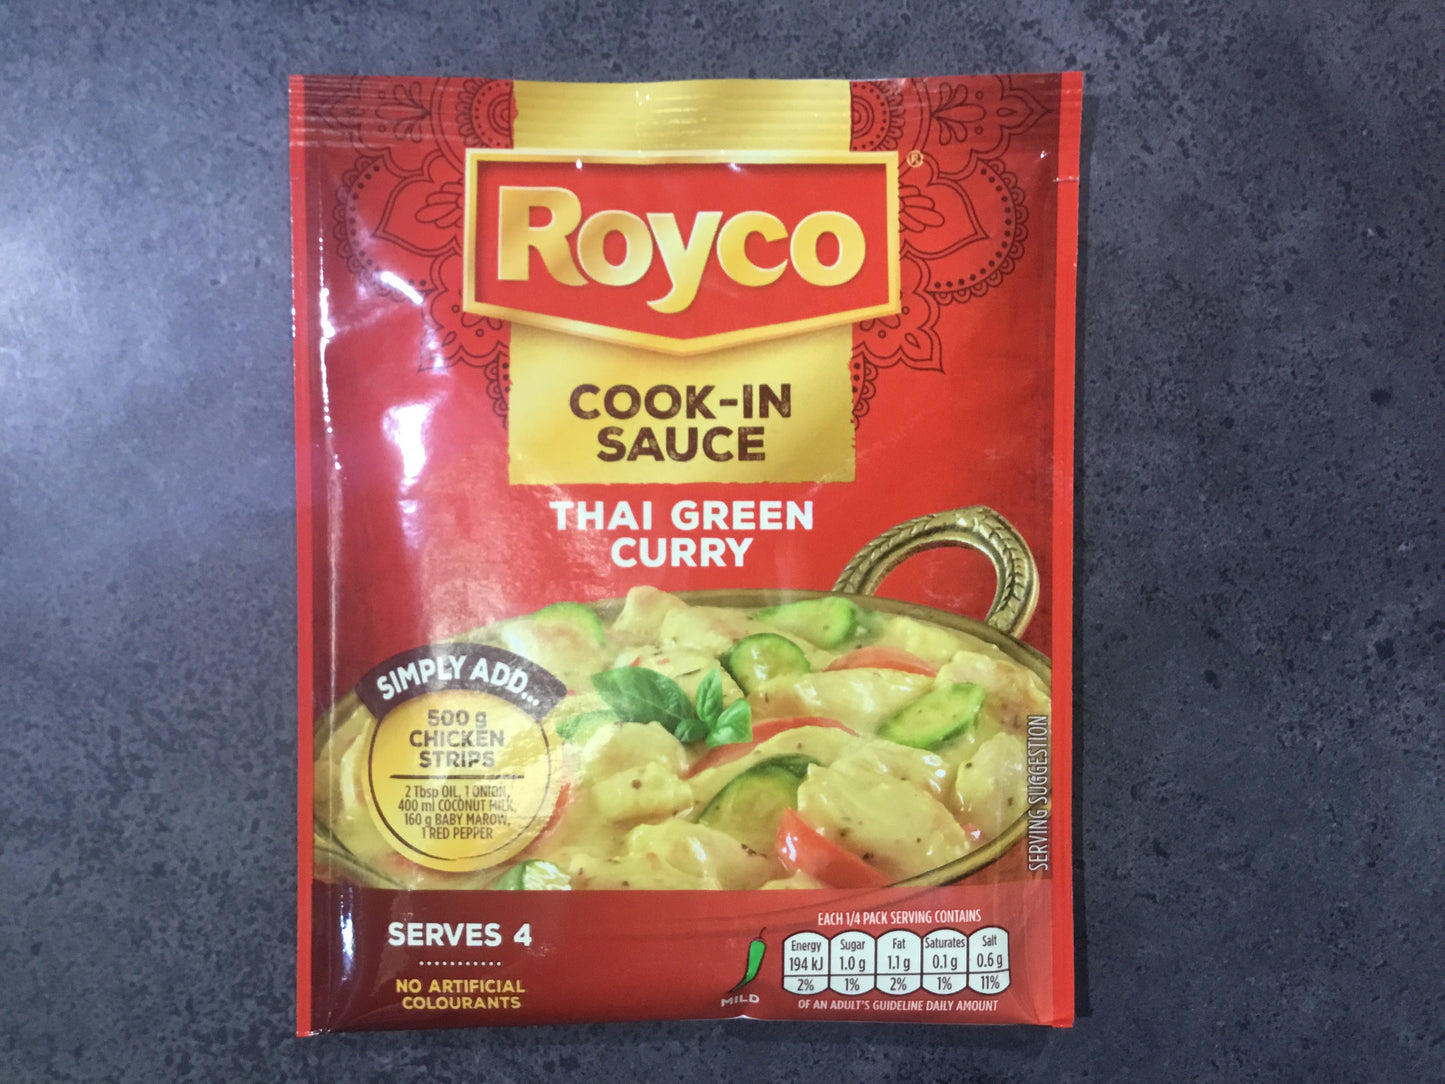 Royco®
COOK-IN
SAUCE
THAI GREEN
CURRY
SIMPLY ADD...
500 g
CHICKEN
STRIPS
2 Tbsp OIL, 1 ONION,
400 ml COCONUT MILK,
160 g BABY MAROW,
1 RED PEPPER
SERVING SUGGESTION
SERVES 4
NO ARTIFICIAL
COLOURANTS
MILD
EACH 1/4 PACK SERVING CONTAINS
Energy Sugar Fat Saturates Salt
194 kJ 1.0 g 1.1 g 0.1 g 0.6 g
2% 1% 2% 1% 11%
OF AN ADULT'S GUIDELINE DAILY AMOUNT